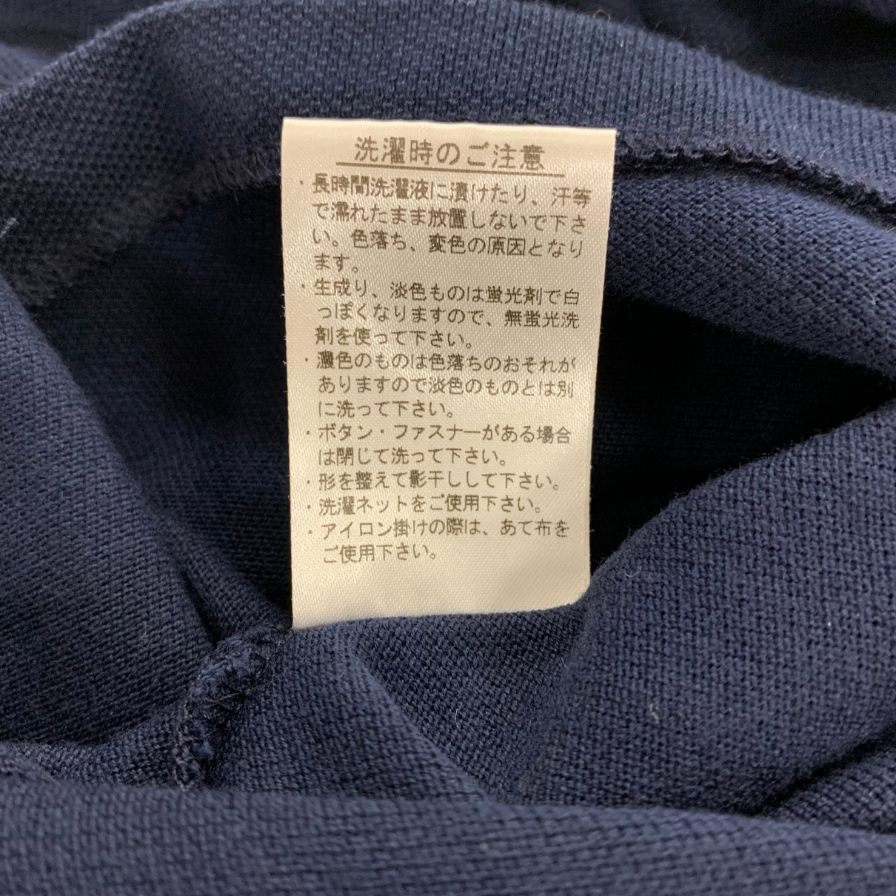 洗濯時のご注意
・長時間洗濯液に漬けたり、汗等
で濡れたまま放置しないで下さ
い。色落ち、変色の原因となり
ます。
・生成り、淡色ものは蛍光剤で白
っぽくなりますので、無蛍光洗
剤を使って下さい。
・濃色のものは色落ちのおそれが
ありますので淡色のものとは別
に洗って下さい。
・ボタン・ファスナーがある場合
は閉じて洗って下さい。
・形を整えて影干しして下さい。
・洗濯ネットをご使用下さい。
・アイロン掛けの際は、あて布を
ご使用下さい。